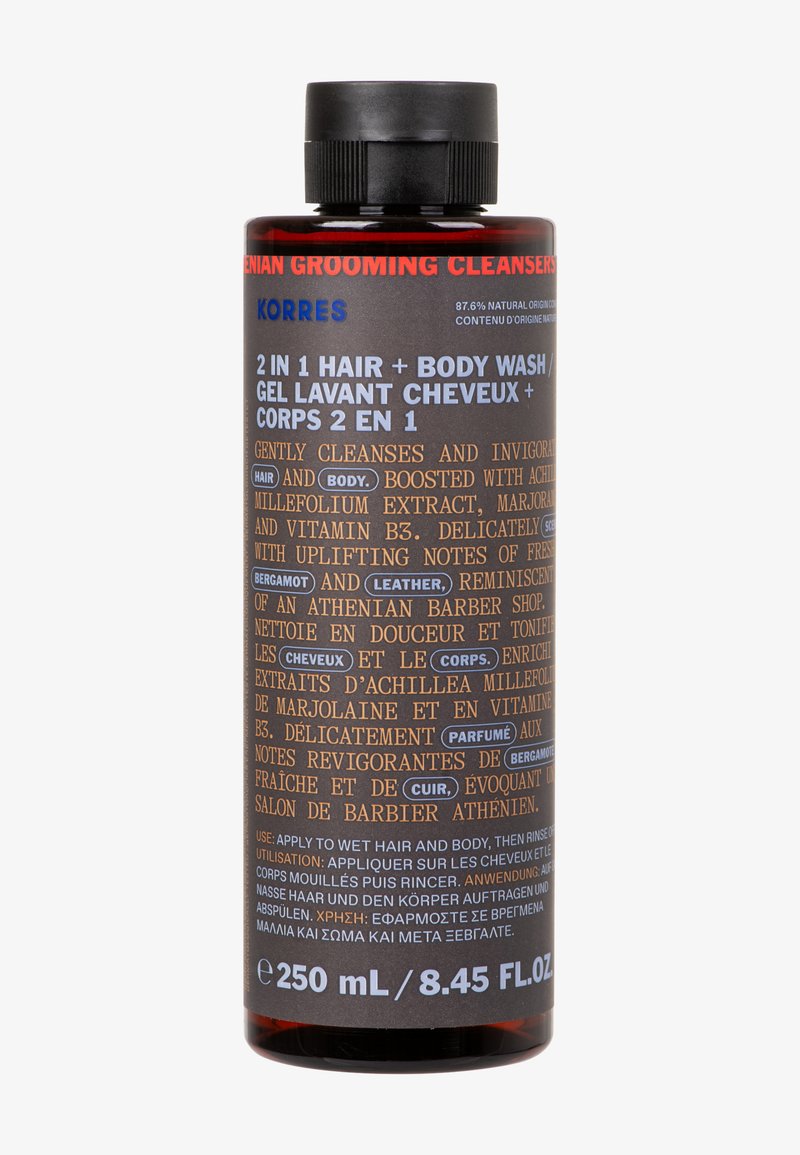 GROOMING CLEANSERS
KORRES
87.6% NATURAL ORIGIN
CONTENU D'ORIGINE
2 IN 1 HAIR + BODY WASH /
GEL LAVANT CHEVEUX +
CORPS 2 EN 1
GENTLY CLEANSES AND
HAIR AND BODY. BOOSTED WITH
MILLEFOLIUM EXTRACT,
AND VITAMIN B3. DELICATELY
WITH UPLIFTING NOTES OF
BERGAMOT AND LEATHER, REMINISCENT
OF AN ATHENIAN BARBER SHOP.
NETTOIE EN DOUCEUR ET
LES CHEVEUX ET LE CORPS.
EXTRAITS D'ACHILLEA
DE MARJOLAINE ET EN VITAMINE
B3. DÉLICATEMENT PARFUMÉ AUX
NOTES REVIGORANTES DE BERGAMOTE
FRAÎCHE ET DE CUIR, ÉVOQUANT
SALON DE BARBIER ATHÉNIEN.
USE: APPLY TO WET HAIR AND BODY, THEN RINSE
UTILISATION: APPLIQUER SUR LES CHEVEUX ET LE
CORPS MOUILLÉS PUIS RINCER. ANWENDUNG: AUF
NASSE HAAR UND DEN KÖRPER AUFTRAGEN UND
ABSPÜLEN. ΧΡΗΣΗ: ΕΦΑΡΜΟΣΤΕ ΣΕ ΒΡΕΓΜΕΝΑ
ΜΑΛΛΙΑ ΚΑΙ ΣΩΜΑ ΚΑΙ ΜΕΤΑ ΞΕΒΓΑΛΤΕ.
℮ 250 mL / 8.45 FL.OZ.